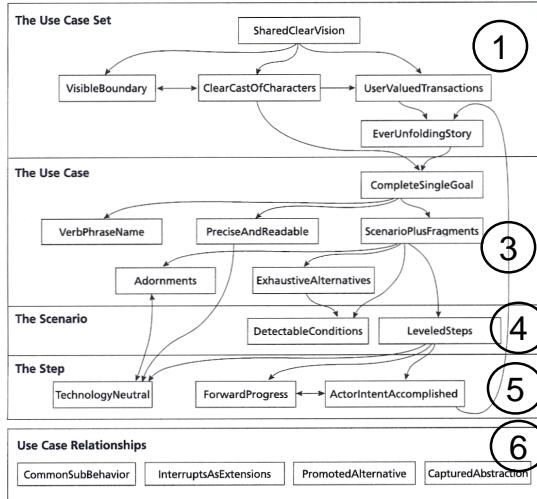 The Use Case Set
SharedClearVision
1
VisibleBoundary
ClearCastOfCharacters
UserValuedTransactions
EverUnfoldingStory
The Use Case
CompleteSingleGoal
VerbPhraseName
PreciseAndReadable
ScenarioPlusFragments
3
Adornments
ExhaustiveAlternatives
The Scenario
DetectableConditions
LeveledSteps
4
The Step
TechnologyNeutral
ForwardProgress
ActorIntentAccomplished
5
Use Case Relationships
6
CommonSubBehavior
InterruptsAsExtensions
PromotedAlternative
CapturedAbstraction